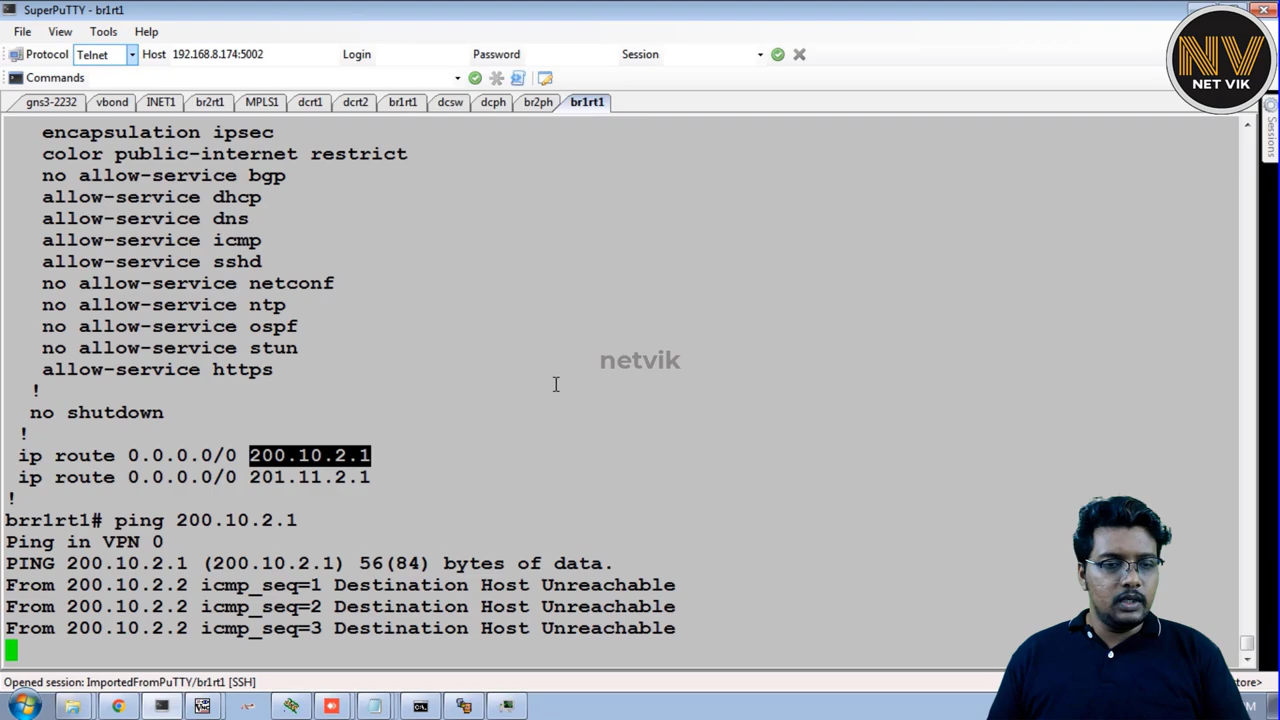 SuperPuTTY - br1rt1
File View Tools Help
Protocol Telnet Host 192.168.8.174:5002 Login Password Session
Commands
gns3-2232 vbond INET1 br2rt1 MPLS1 dcrt1 dcrt2 br1rt1 dcsw dcph br2ph br1rt1
NV
NET VIK
Sessions
encapsulation ipsec
color public-internet restrict
no allow-service bgp
allow-service dhcp
allow-service dns
allow-service icmp
allow-service sshd
no allow-service netconf
no allow-service ntp
no allow-service ospf
no allow-service stun
allow-service https
!
no shutdown
!
ip route 0.0.0.0/0 200.10.2.1
ip route 0.0.0.0/0 201.11.2.1
!
brr1rt1# ping 200.10.2.1
Ping in VPN 0
PING 200.10.2.1 (200.10.2.1) 56(84) bytes of data.
From 200.10.2.2 icmp_seq=1 Destination Host Unreachable
From 200.10.2.2 icmp_seq=2 Destination Host Unreachable
From 200.10.2.2 icmp_seq=3 Destination Host Unreachable
netvik
Opened session: ImportedFromPuTTY/br1rt1 [SSH]